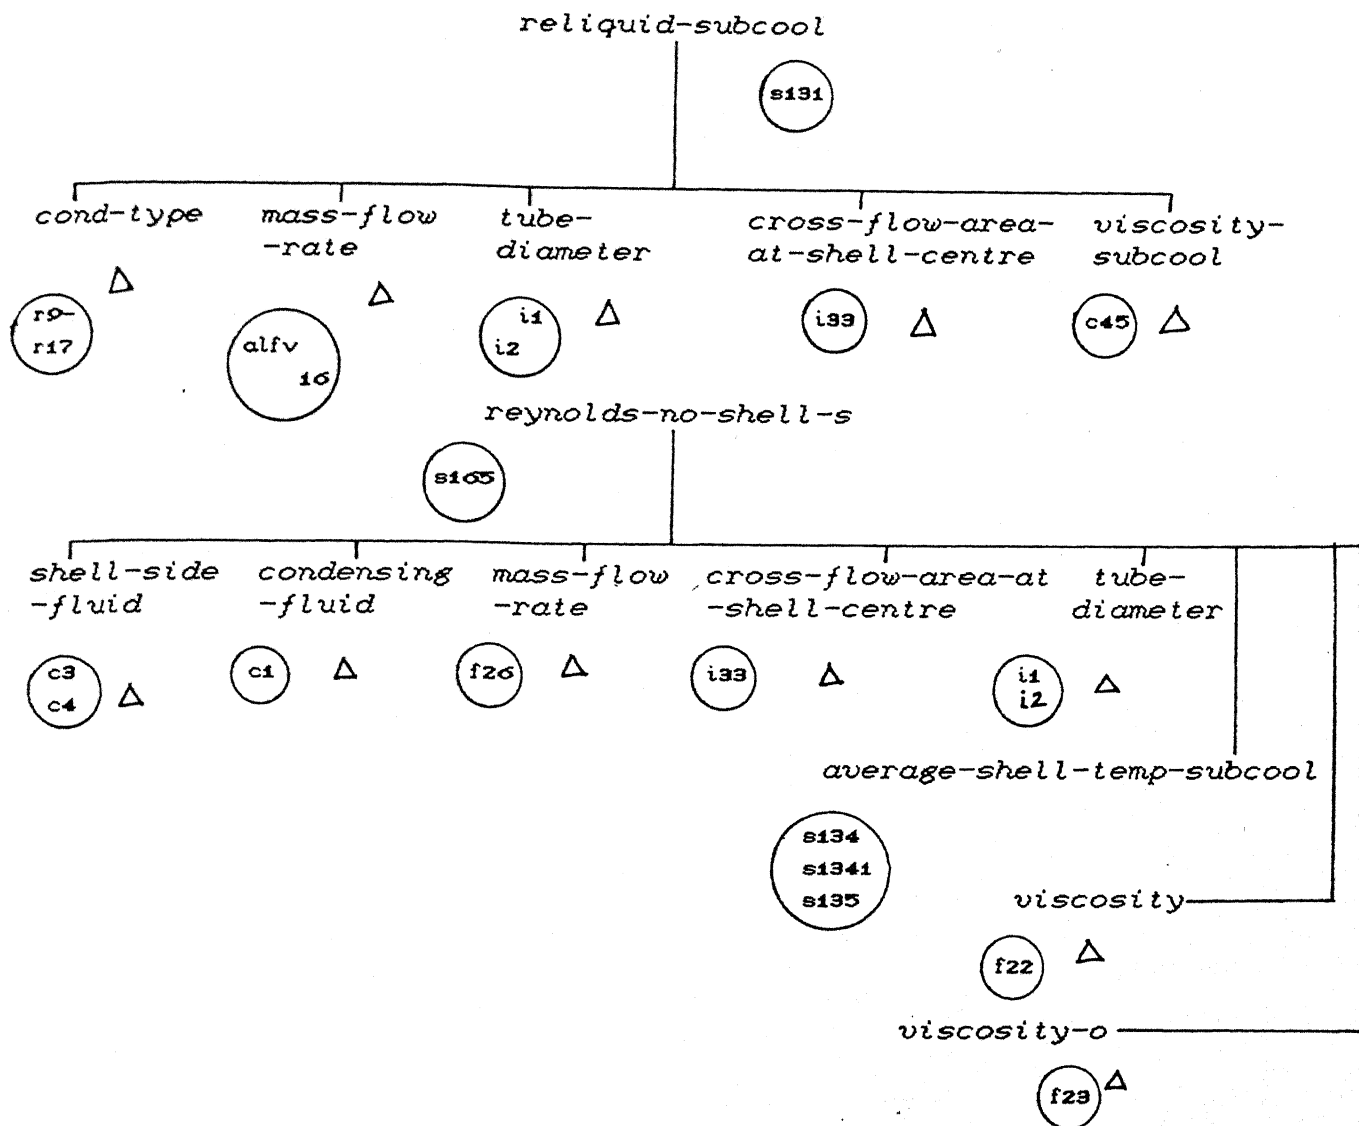 reliquid-subcool
s131
cond-type
mass-flow
-rate
tube-
diameter
cross-flow-area-
at-shell-centre
viscosity-
subcool
r9-
r17
alfv
i6
i1
i2
i33
c45
reynolds-no-shell-s
s165
shell-side
-fluid
condensing
-fluid
mass-flow
-rate
cross-flow-area-at
-shell-centre
tube-
diameter
c3
c4
c1
f26
i33
i1
i2
average-shell-temp-subcool
s134
s1341
s135
viscosity
f22
viscosity-o
f23